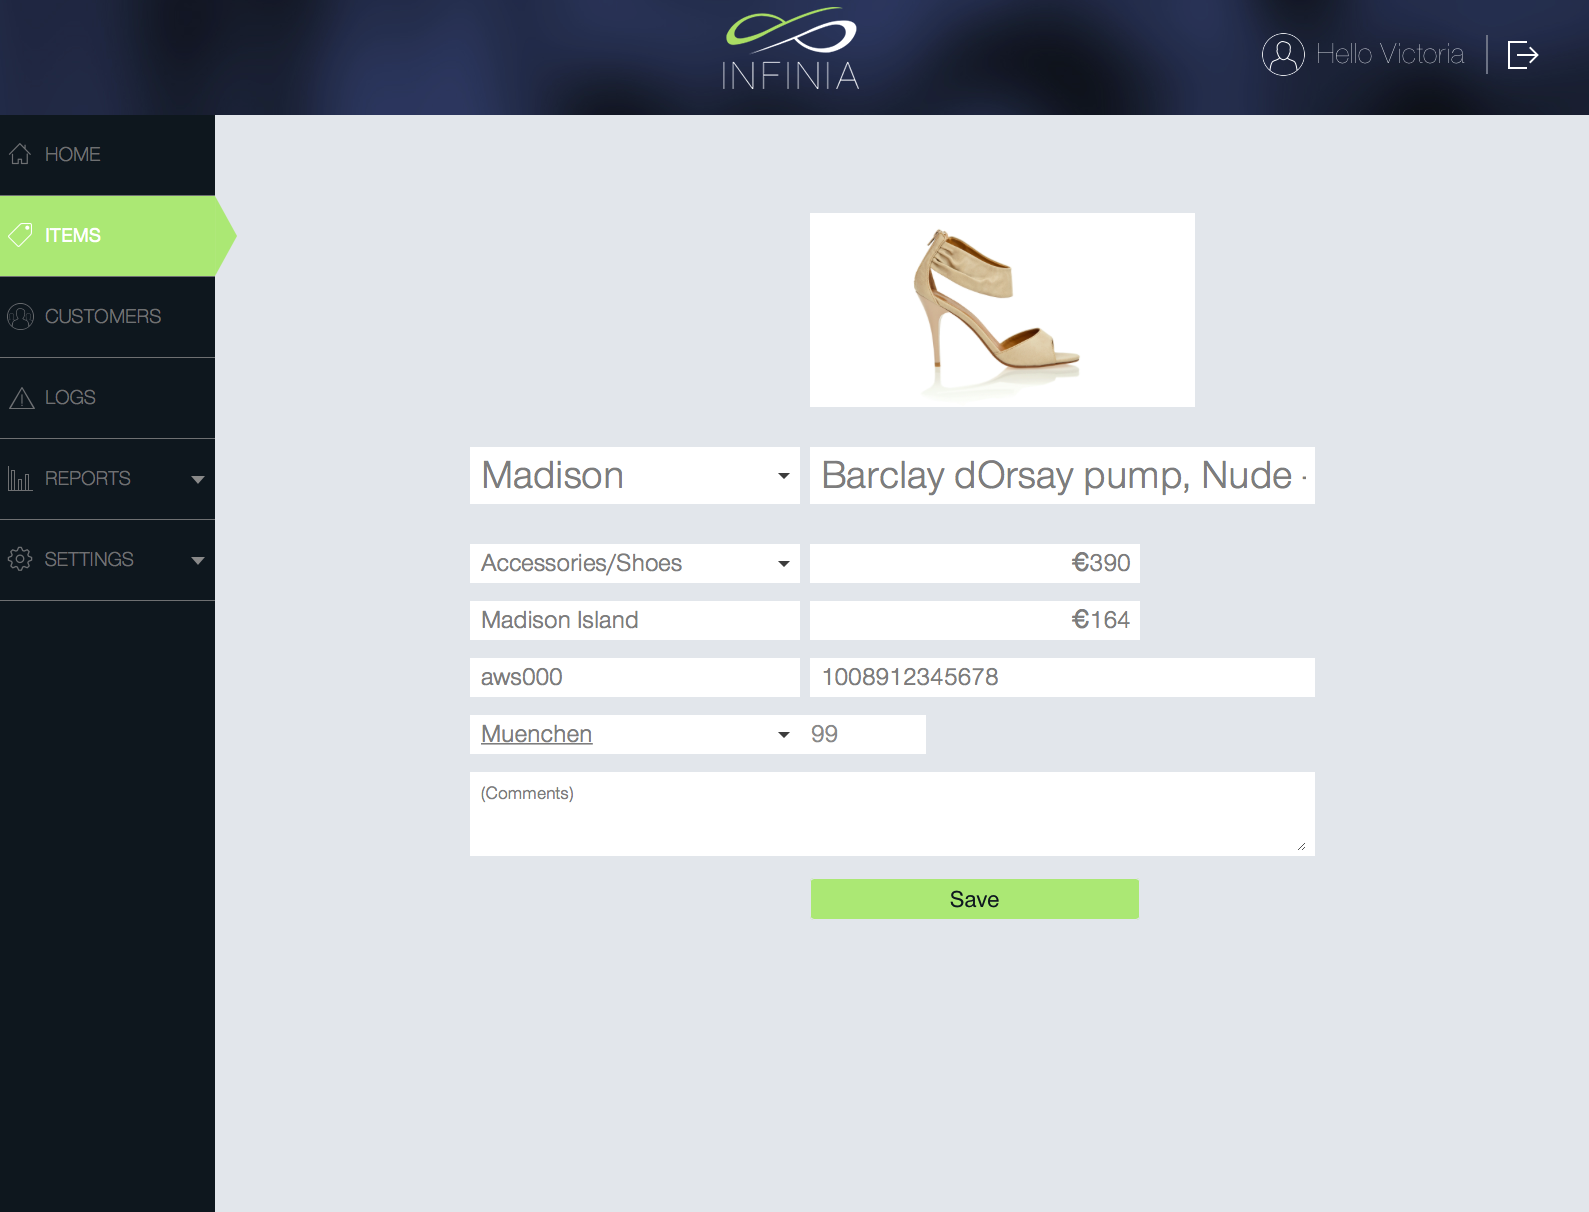 INFINIA
Hello Victoria
HOME
ITEMS
CUSTOMERS
LOGS
REPORTS
SETTINGS
Madison
Barclay dOrsay pump, Nude -
Accessories/Shoes
€390
Madison Island
€164
aws000
1008912345678
Muenchen
99
(Comments)
Save